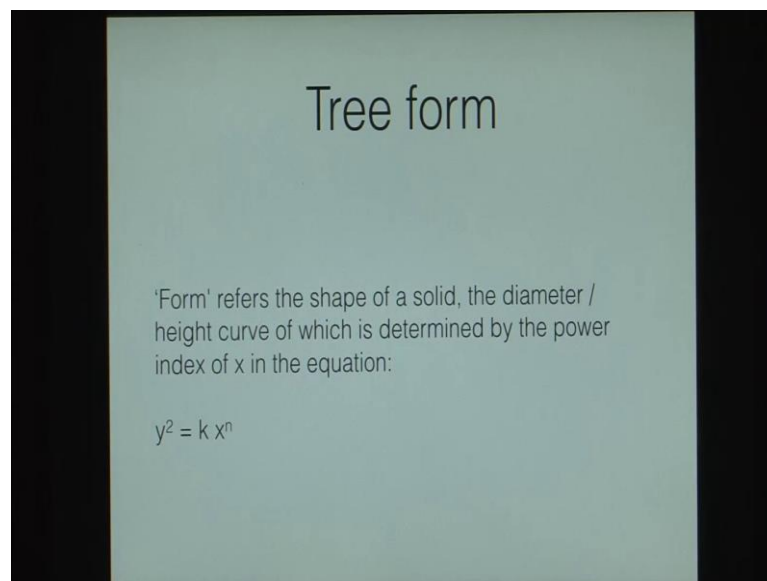 Tree form
'Form' refers the shape of a solid, the diameter /
height curve of which is determined by the power
index of x in the equation:
y² = k xⁿ